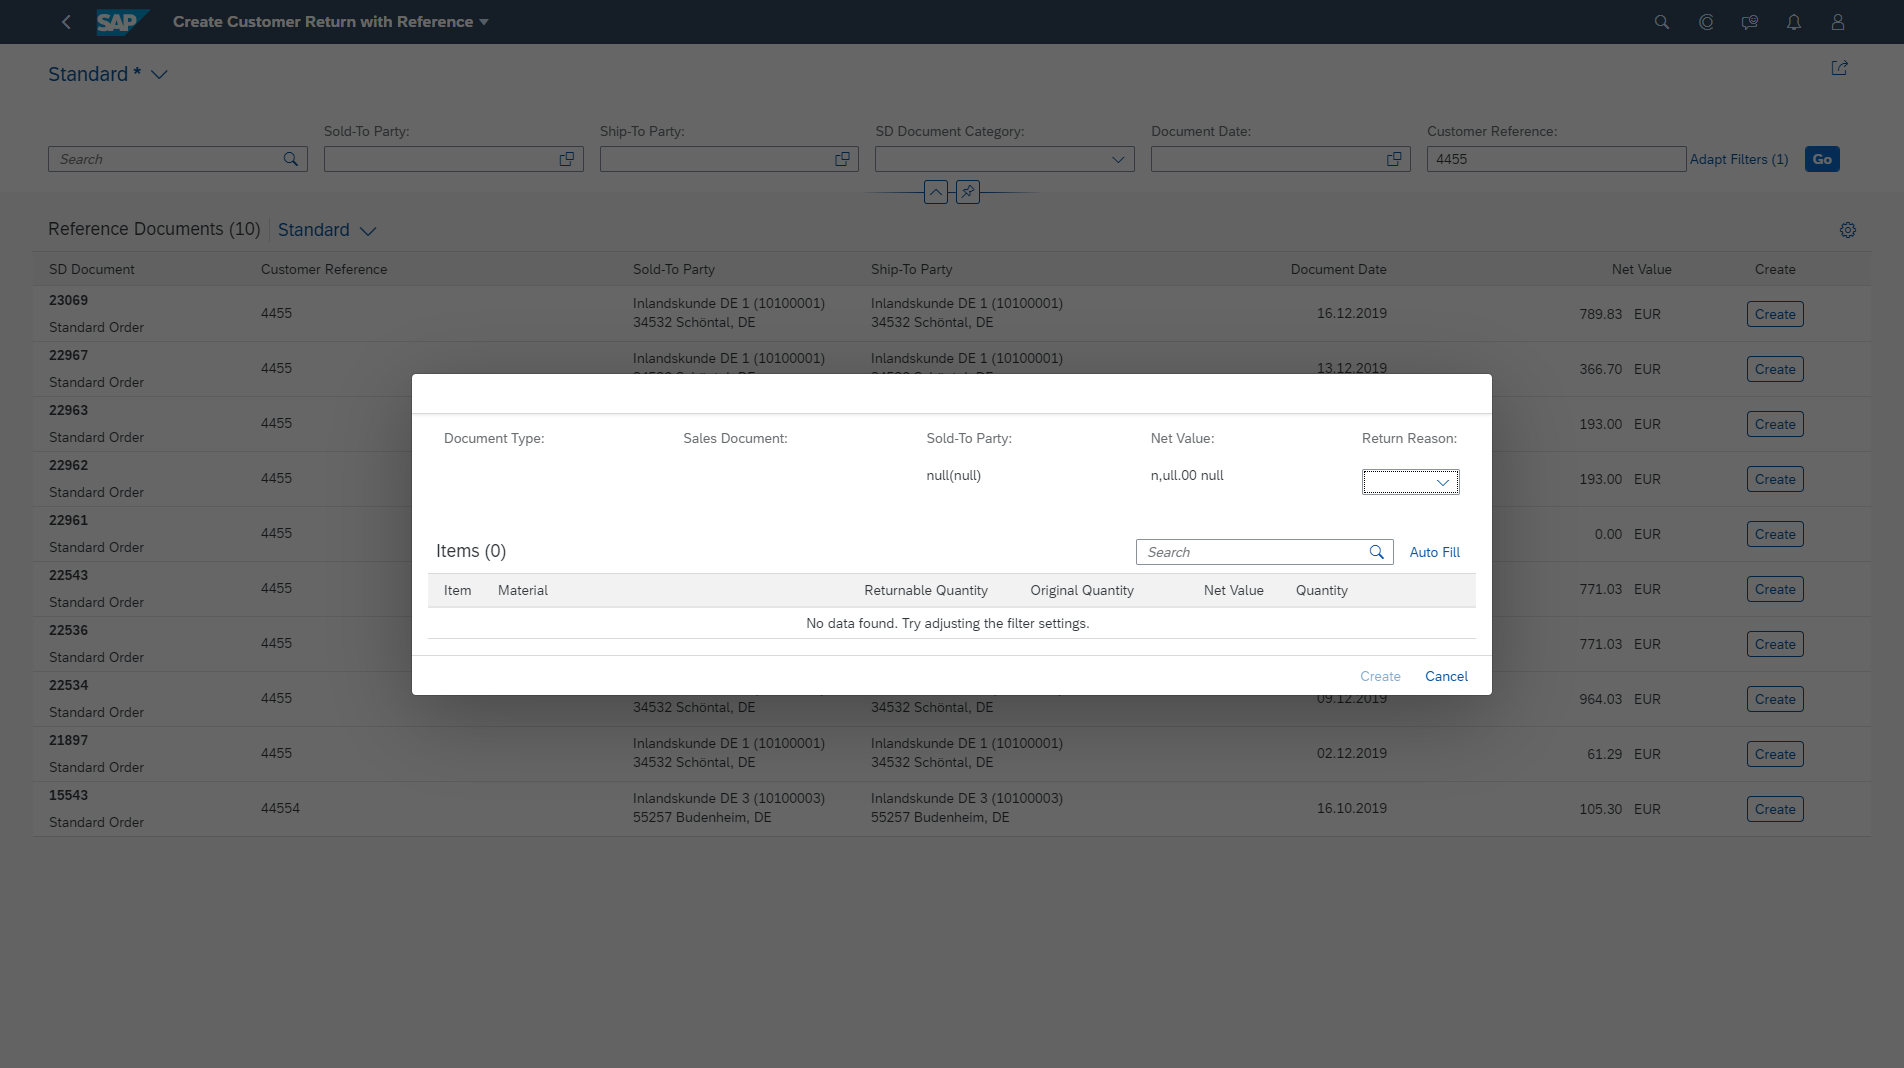 SAP
Create Customer Return with Reference
Standard *
Sold-To Party:
Ship-To Party:
SD Document Category:
Document Date:
Customer Reference:
Search
4455
Adapt Filters (1)
Go
Reference Documents (10)
Standard
SD Document
Customer Reference
Sold-To Party
Ship-To Party
Document Date
Net Value
Create
23069
Standard Order
4455
Inlandskunde DE 1 (10100001)
34532 Schöntal, DE
Inlandskunde DE 1 (10100001)
34532 Schöntal, DE
16.12.2019
789.83 EUR
Create
22967
Standard Order
4455
Inlandskunde DE 1 (10100001)
Inlandskunde DE 1 (10100001)
13.12.2019
366.70 EUR
Create
22963
Standard Order
4455
193.00 EUR
Create
22962
Standard Order
4455
193.00 EUR
Create
22961
Standard Order
4455
0.00 EUR
Create
22543
Standard Order
4455
771.03 EUR
Create
22536
Standard Order
4455
771.03 EUR
Create
22534
Standard Order
4455
34532 Schöntal, DE
34532 Schöntal, DE
09.12.2019
964.03 EUR
Create
21897
Standard Order
4455
Inlandskunde DE 1 (10100001)
34532 Schöntal, DE
Inlandskunde DE 1 (10100001)
34532 Schöntal, DE
02.12.2019
61.29 EUR
Create
15543
Standard Order
44554
Inlandskunde DE 3 (10100003)
55257 Budenheim, DE
Inlandskunde DE 3 (10100003)
55257 Budenheim, DE
16.10.2019
105.30 EUR
Create
Document Type:
Sales Document:
Sold-To Party:
null(null)
Net Value:
n,ull.00 null
Return Reason:
Items (0)
Search
Auto Fill
Item
Material
Returnable Quantity
Original Quantity
Net Value
Quantity
No data found. Try adjusting the filter settings.
Create
Cancel